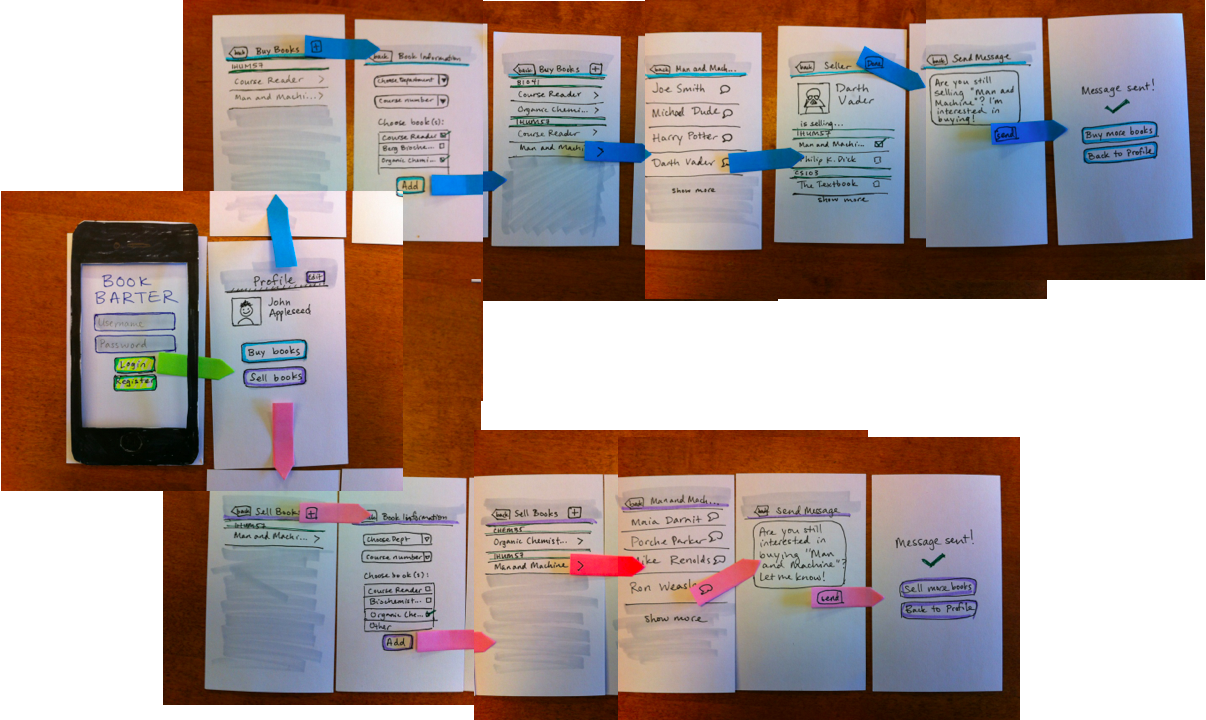 back Buy Books +
IHUM57
Course Reader >
Man and Machi... >
back Book Information
Choose Department
Course number
Choose book(s):
Course Reader
Berg Bioche...
Organic Chemi...
Add
back Buy Books +
BIO41
Course Reader >
Organic Chemi... >
IHUM57
Course Reader >
Man and Machi... >
back Man and Mach...
Joe Smith
Michael Dude
Harry Potter
Darth Vader
Show more
back Seller
Darth
Vader
is selling...
IHUM57
Man and Machi...
Philip K. Dick
CS103
The Textbook
show more
back Send Message
Are you still
selling "Man and
Machine"? I'm
interested in
buying!
send
Message sent!
Buy more books
Back to Profile
BOOK
BARTER
Username
Password
Login
Register
Profile edit
John
Appleseed
Buy books
Sell books
back Sell Books +
IHUM57
Man and Machi... >
back Book Information
Choose Dept
Course number
Choose book(s):
Course Reader
Biochemist...
Organic Che...
Other
Add
back Sell Books +
CHEM35
Organic Chemist... >
IHUM57
Man and Machine >
back Man and Mach...
Maia Darnit
Porche Parker
Mike Renolds
Ron Weasl
Show more
back Send Message
Are you still
interested in
buying "Man
and Machine"?
Let me know!
send
Message sent!
Sell more books
Back to Profile